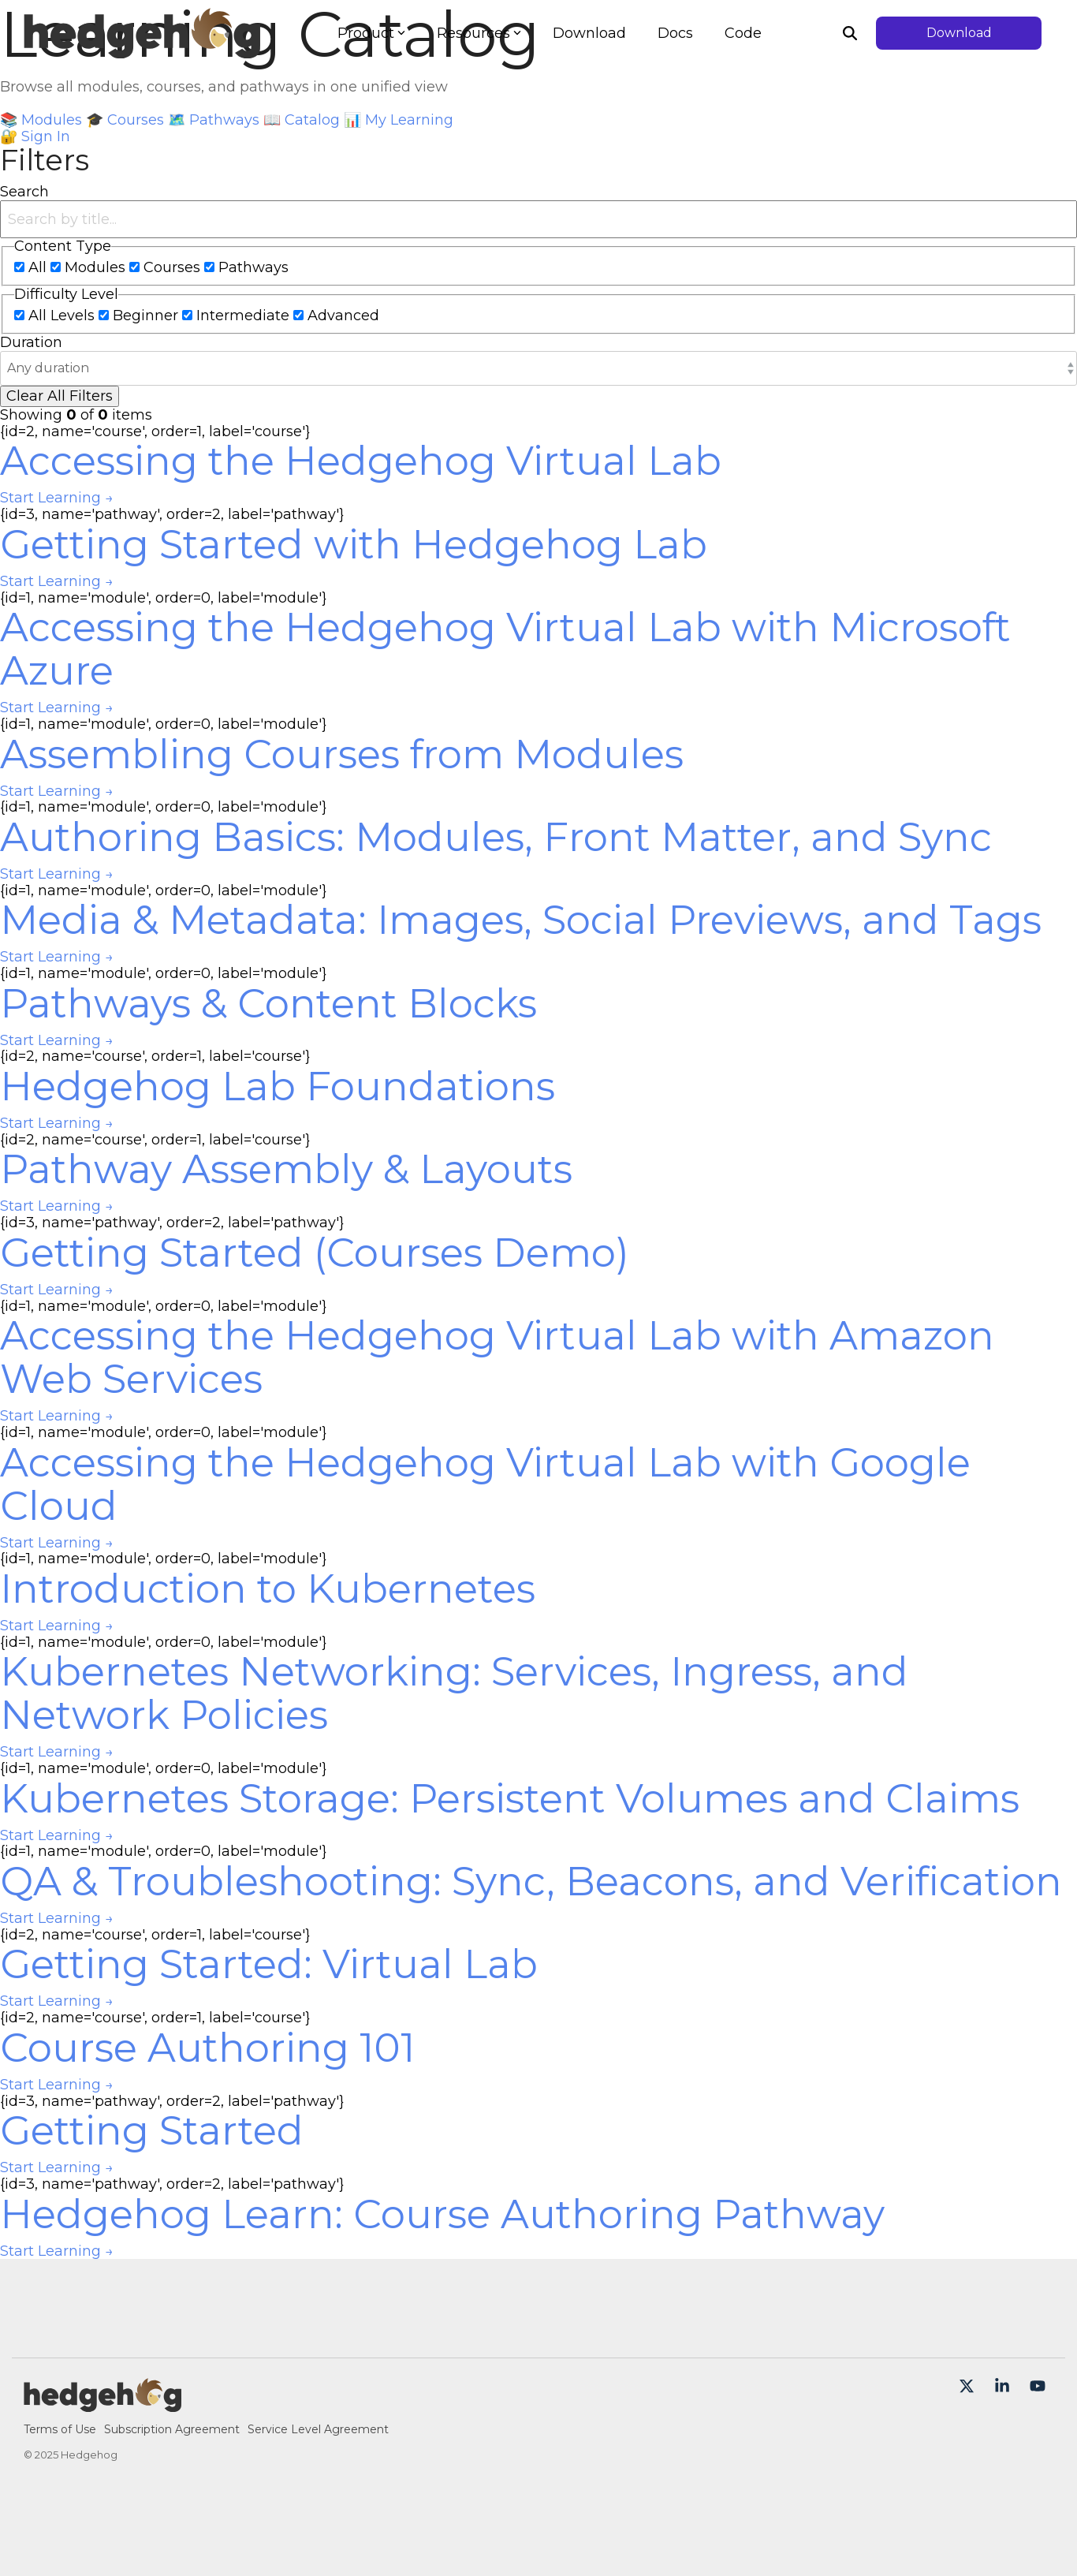 Learning Catalog
hedgehog
Product
Resources
Download
Docs
Code
Download
Browse all modules, courses, and pathways in one unified view
📚 Modules 🎓 Courses 🗺️ Pathways 📖 Catalog 📊 My Learning
🔐 Sign In
Filters
Search
Search by title...
Content Type
All Modules Courses Pathways
Difficulty Level
All Levels Beginner Intermediate Advanced
Duration
Any duration
Clear All Filters
Showing 0 of 0 items
{id=2, name='course', order=1, label='course'}
Accessing the Hedgehog Virtual Lab
Start Learning →
{id=3, name='pathway', order=2, label='pathway'}
Getting Started with Hedgehog Lab
Start Learning →
{id=1, name='module', order=0, label='module'}
Accessing the Hedgehog Virtual Lab with Microsoft
Azure
Start Learning →
{id=1, name='module', order=0, label='module'}
Assembling Courses from Modules
Start Learning →
{id=1, name='module', order=0, label='module'}
Authoring Basics: Modules, Front Matter, and Sync
Start Learning →
{id=1, name='module', order=0, label='module'}
Media & Metadata: Images, Social Previews, and Tags
Start Learning →
{id=1, name='module', order=0, label='module'}
Pathways & Content Blocks
Start Learning →
{id=2, name='course', order=1, label='course'}
Hedgehog Lab Foundations
Start Learning →
{id=2, name='course', order=1, label='course'}
Pathway Assembly & Layouts
Start Learning →
{id=3, name='pathway', order=2, label='pathway'}
Getting Started (Courses Demo)
Start Learning →
{id=1, name='module', order=0, label='module'}
Accessing the Hedgehog Virtual Lab with Amazon
Web Services
Start Learning →
{id=1, name='module', order=0, label='module'}
Accessing the Hedgehog Virtual Lab with Google
Cloud
Start Learning →
{id=1, name='module', order=0, label='module'}
Introduction to Kubernetes
Start Learning →
{id=1, name='module', order=0, label='module'}
Kubernetes Networking: Services, Ingress, and
Network Policies
Start Learning →
{id=1, name='module', order=0, label='module'}
Kubernetes Storage: Persistent Volumes and Claims
Start Learning →
{id=1, name='module', order=0, label='module'}
QA & Troubleshooting: Sync, Beacons, and Verification
Start Learning →
{id=2, name='course', order=1, label='course'}
Getting Started: Virtual Lab
Start Learning →
{id=2, name='course', order=1, label='course'}
Course Authoring 101
Start Learning →
{id=3, name='pathway', order=2, label='pathway'}
Getting Started
Start Learning →
{id=3, name='pathway', order=2, label='pathway'}
Hedgehog Learn: Course Authoring Pathway
Start Learning →
hedgehog
Terms of Use Subscription Agreement Service Level Agreement
© 2025 Hedgehog